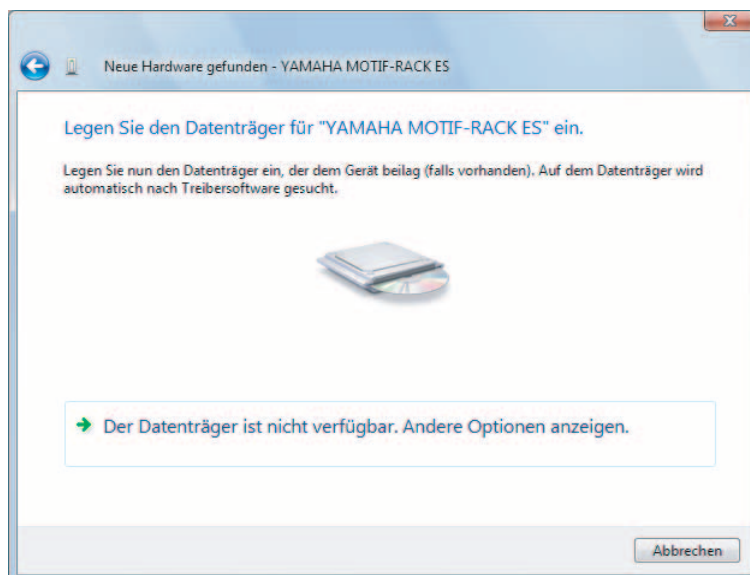 Neue Hardware gefunden - YAMAHA MOTIF-RACK ES
Legen Sie den Datenträger für "YAMAHA MOTIF-RACK ES" ein.
Legen Sie nun den Datenträger ein, der dem Gerät beilag (falls vorhanden). Auf dem Datenträger wird
automatisch nach Treibersoftware gesucht.
Der Datenträger ist nicht verfügbar. Andere Optionen anzeigen.
Abbrechen